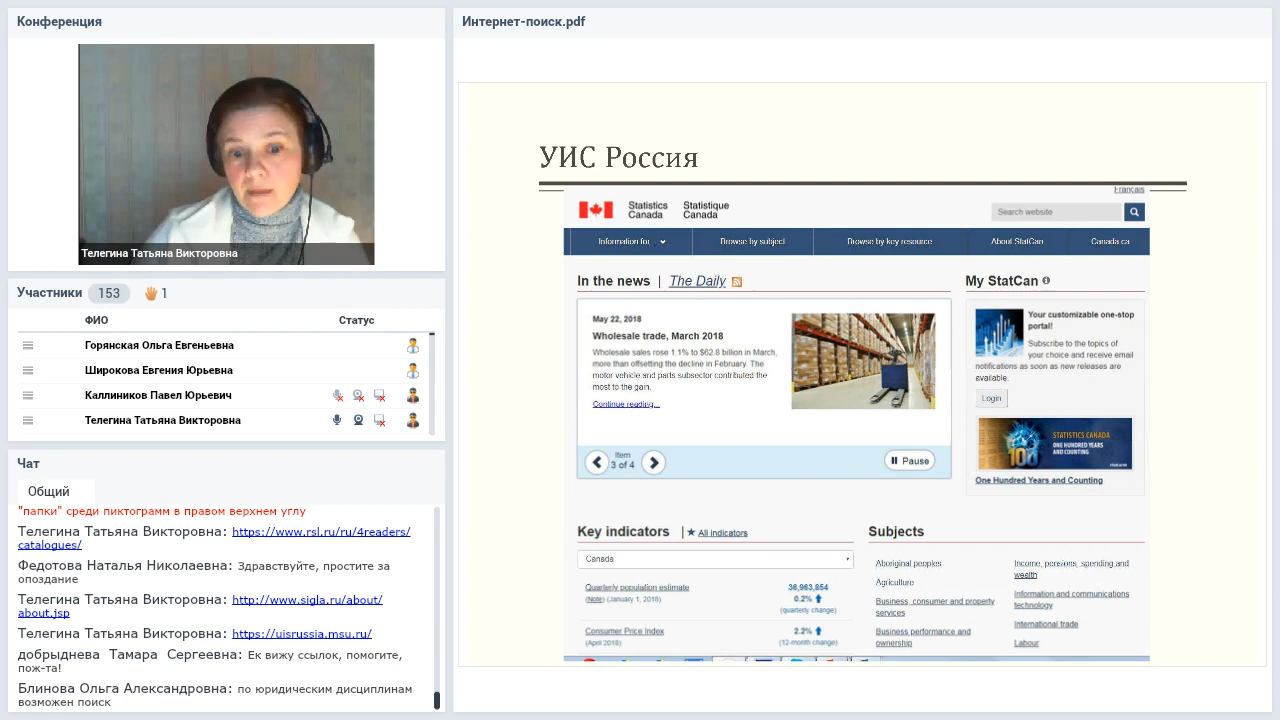 Конференция
Телегина Татьяна Викторовна
Участники 153 1
ФИО Статус
Горянская Ольга Евгеньевна
Широкова Евгения Юрьевна
Каллиников Павел Юрьевич
Телегина Татьяна Викторовна
Чат
Общий
"папки" среди пиктограмм в правом верхнем углу
Телегина Татьяна Викторовна: https://www.rsl.ru/ru/4readers/
catalogues/
Федотова Наталья Николаевна: Здравствуйте, простите за
опоздание
Телегина Татьяна Викторовна: http://www.sigla.ru/about/
about.jsp
Телегина Татьяна Викторовна: https://uisrussia.msu.ru/
добрыднева Тамара Сергеевна: Ек вижу ссылок, помогите,
пож-та!
Блинова Ольга Александровна: по юридическим дисциплинам
возможен поиск
Интернет-поиск.pdf
УИС Россия
Français
Statistics Statistique
Canada Canada
Search website
Information for Browse by subject Browse by key resource About StatCan Canada.ca
In the news | The Daily
May 22, 2018
Wholesale trade, March 2018
Wholesale sales rose 1.1% to $62.8 billion in March,
more than offsetting the decline in February. The
motor vehicle and parts subsector contributed the
most to the gain.
Continue reading...
Item
3 of 4
Pause
My StatCan
Your customizable one-stop
portal!
Subscribe to the topics of
your choice and receive email
notifications as soon as new releases are
available.
Login
STATISTICS CANADA
ONE HUNDRED YEARS
AND COUNTING
100
One Hundred Years and Counting
Key indicators | All indicators
Canada
Quarterly population estimate 36,963,854
(Note) (January 1, 2018) 0.2%
(quarterly change)
Consumer Price Index 2.2%
(April 2018) (12-month change)
Subjects
Aboriginal peoples
Agriculture
Business, consumer and property
services
Business performance and
ownership
Income, pensions, spending and
wealth
Information and communications
technology
International trade
Labour